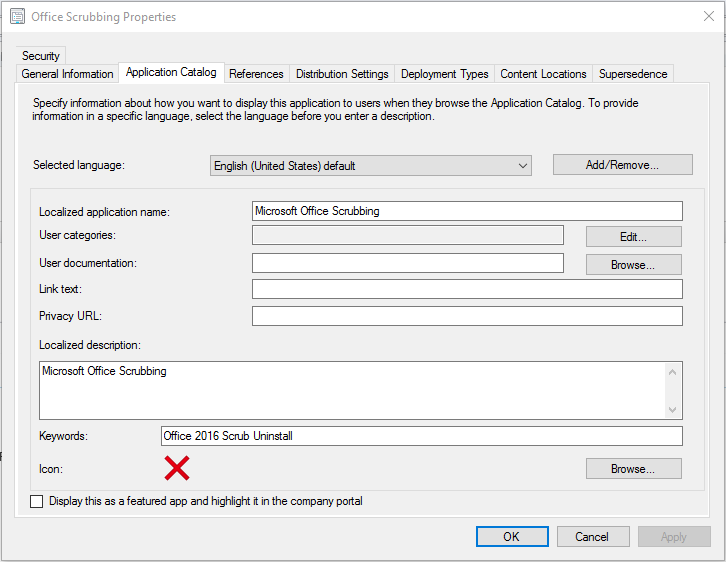 Office Scrubbing Properties
Security
General Information
Application Catalog
References
Distribution Settings
Deployment Types
Content Locations
Supersedence
Specify information about how you want to display this application to users when they browse the Application Catalog. To provide
information in a specific language, select the language before you enter a description.
Selected language:
English (United States) default
Add/Remove...
Localized application name:
Microsoft Office Scrubbing
User categories:
Edit...
User documentation:
Browse...
Link text:
Privacy URL:
Localized description:
Microsoft Office Scrubbing
Keywords:
Office 2016 Scrub Uninstall
Icon:
Browse...
Display this as a featured app and highlight it in the company portal
OK
Cancel
Apply